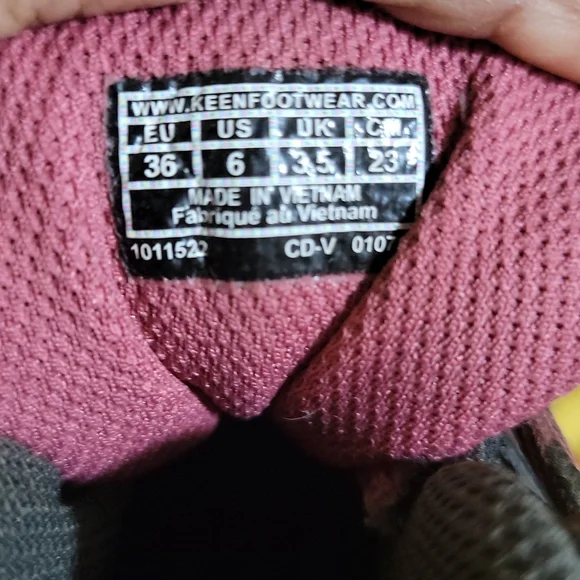 WWW.KEENFOOTWEAR.COM
EU US UK CM
36 6 3.5 23
MADE IN VIETNAM
Fabriqué au Vietnam
1011522 CD-V